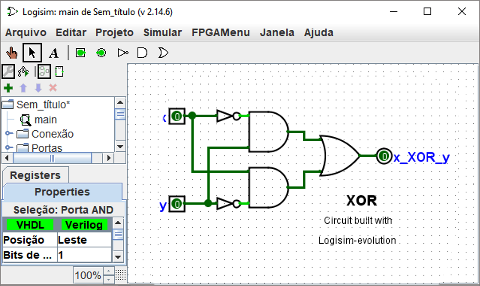 Logisim: main de Sem_título (v 2.14.6)
Arquivo Editar Projeto Simular FPGAMenu Janela Ajuda
A
Sem_título*
main
Conexão
Portas
Registers
Properties
Seleção: Porta AND
VHDL Verilog
Posição Leste
Bits de ... 1
100%
0
y 0
0 x_XOR_y
XOR
Circuit built with
Logisim-evolution